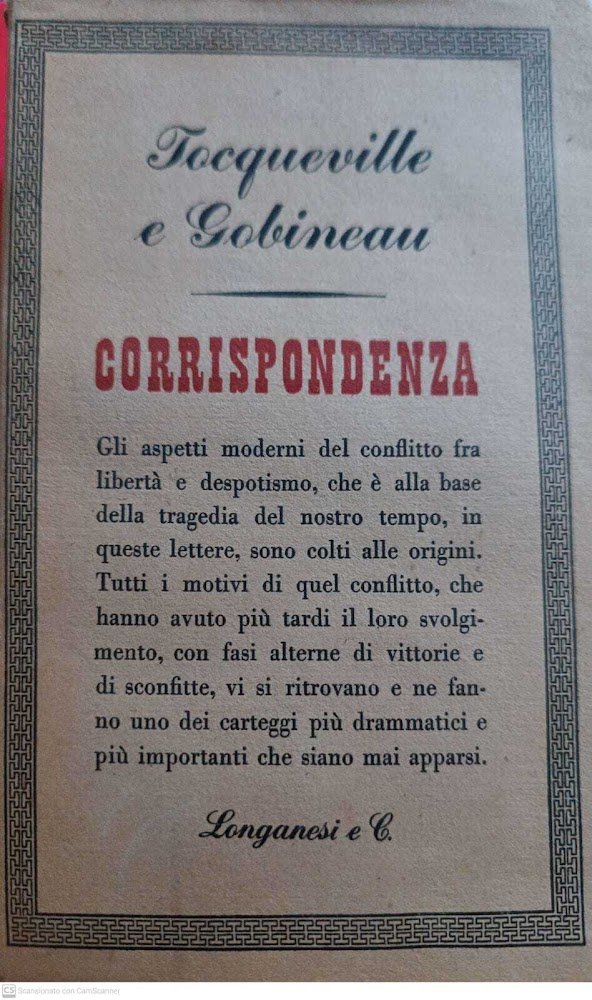 Tocqueville
e Gobineau
CORRISPONDENZA
Gli aspetti moderni del conflitto fra
libertà e despotismo, che è alla base
della tragedia del nostro tempo, in
queste lettere, sono colti alle origini.
Tutti i motivi di quel conflitto, che
hanno avuto più tardi il loro svolgi-
mento, con fasi alterne di vittorie e
di sconfitte, vi si ritrovano e ne fan-
no uno dei carteggi più drammatici e
più importanti che siano mai apparsi.
Longanesi e C.
CS Scansionato con CamScanner